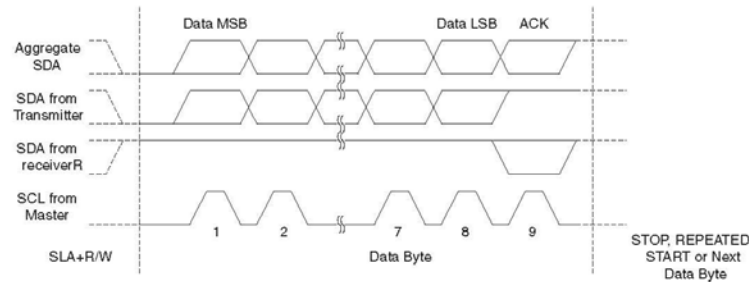 Data MSB
Data LSB
ACK
Aggregate
SDA
SDA from
Transmitter
SDA from
receiverR
SCL from
Master
1
2
7
8
9
SLA+R/W
Data Byte
STOP, REPEATED
START or Next
Data Byte